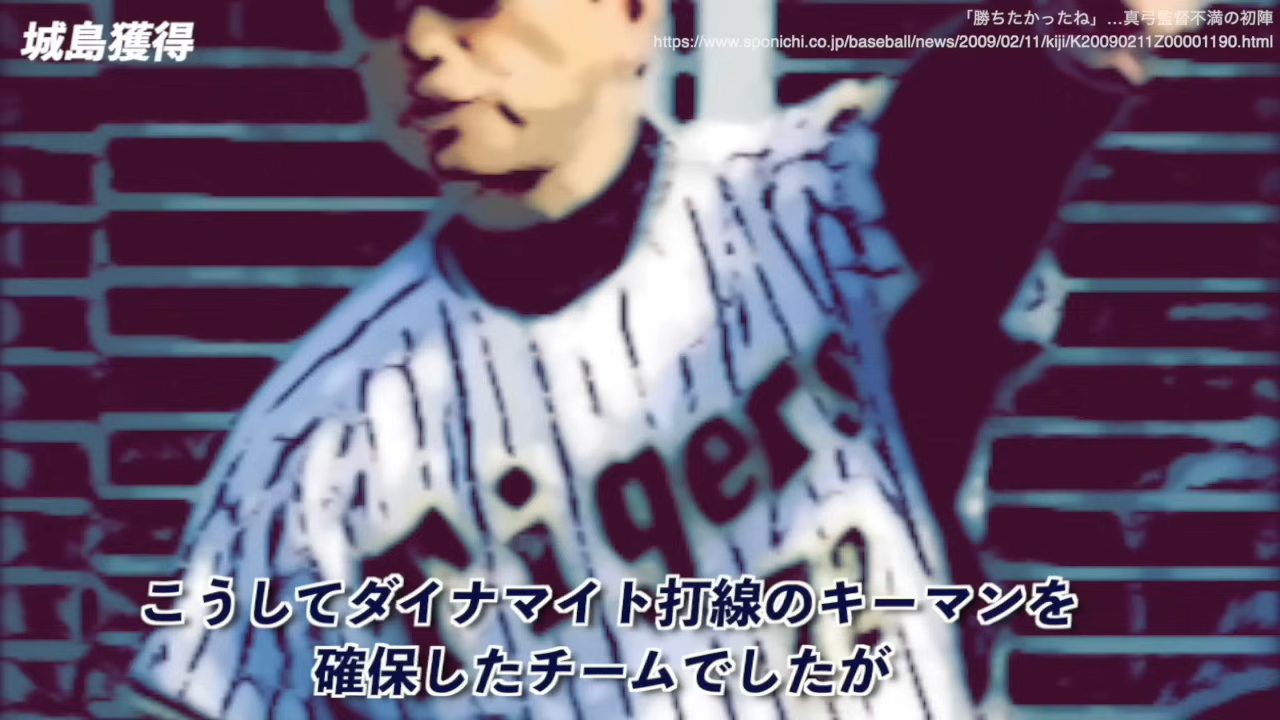 城島獲得
「勝ちたかったね」…真弓監督不満の初陣
https://www.sponichi.co.jp/baseball/news/2009/02/11/kiji/K20090211Z00001190.html
Tigers
72
こうしてダイナマイト打線のキーマンを
確保したチームでしたが